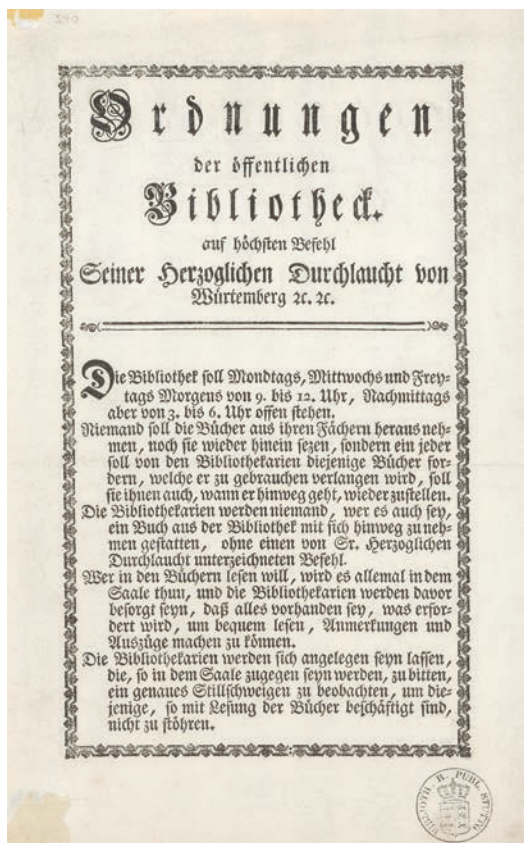 240
Ordnungen
der öffentlichen
Bibliotheck.
auf höchsten Befehl
Seiner Herzoglichen Durchlaucht von
Würtemberg ꝛc. ꝛc.
Die Bibliothek soll Mondtags, Mittwochs und Frey-
tags Morgens von 9. bis 12. Uhr, Nachmittags
aber von 3. bis 6. Uhr offen stehen.
Niemand soll die Bücher aus ihren Fächern heraus neh-
men, noch sie wieder hinein sezen, sondern ein jeder
soll von den Bibliothekarien diejenige Bücher for-
dern, welche er zu gebrauchen verlangen wird, soll
sie ihnen auch, wann er hinweg geht, wieder zustellen.
Die Bibliothekarien werden niemand, wer es auch sey,
ein Buch aus der Bibliothek mit sich hinweg zu neh-
men gestatten, ohne einen von Sr. Herzoglichen
Durchlaucht unterzeichneten Befehl.
Wer in den Büchern lesen will, wird es allemal in dem
Saale thun, und die Bibliothekarien werden davor
besorgt seyn, daß alles vorhanden sey, was erfor-
dert wird, um bequem lesen, Anmerkungen und
Auszüge machen zu können.
Die Bibliothekarien werden sich angelegen seyn lassen,
die, so in dem Saale zugegen seyn werden, zu bitten,
ein genaues Stillschweigen zu beobachten, um die-
jenige, so mit Lesung der Bücher beschäftigt sind,
nicht zu stöhren.
BIBLIOTH. R. PUBL. STUTTG.